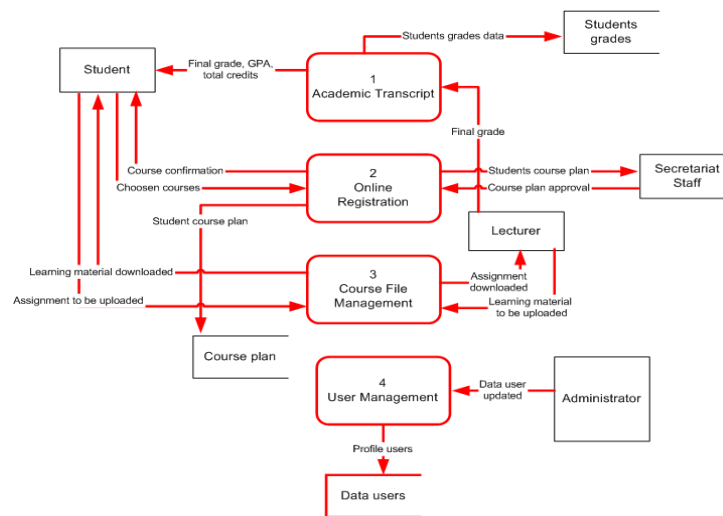 Students grades data
Students
grades
Student
Final grade, GPA,
total credits
1
Academic Transcript
Final grade
Course confirmation
Choosen courses
2
Online
Registration
Students course plan
Course plan approval
Secretariat
Staff
Student course plan
Lecturer
Learning material downloaded
Assignment to be uploaded
3
Course File
Management
Assignment
downloaded
Learning material
to be uploaded
Course plan
4
User Management
Data user
updated
Administrator
Profile users
Data users